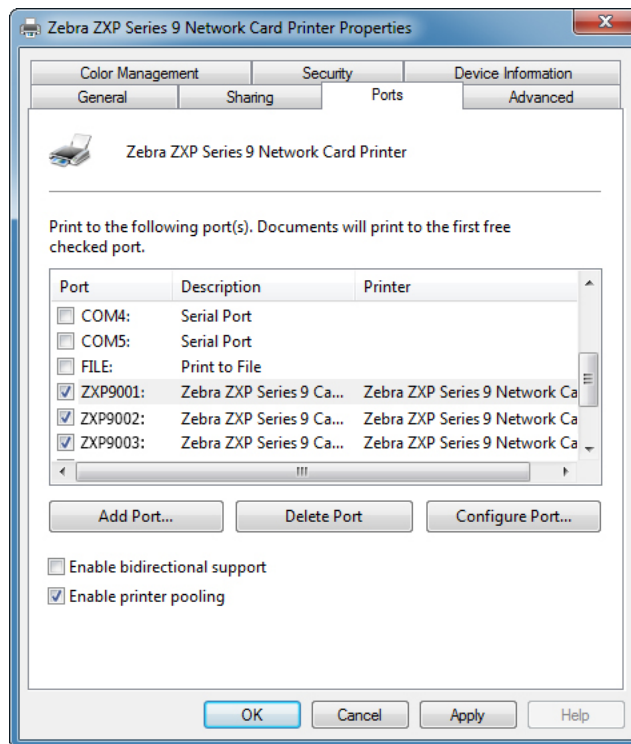 Zebra ZXP Series 9 Network Card Printer Properties
Color Management Security Device Information
General Sharing Ports Advanced
Zebra ZXP Series 9 Network Card Printer
Print to the following port(s). Documents will print to the first free
checked port.
Port Description Printer
COM4: Serial Port
COM5: Serial Port
FILE: Print to File
ZXP9001: Zebra ZXP Series 9 Ca... Zebra ZXP Series 9 Network Ca
ZXP9002: Zebra ZXP Series 9 Ca... Zebra ZXP Series 9 Network Ca
ZXP9003: Zebra ZXP Series 9 Ca... Zebra ZXP Series 9 Network Ca
Add Port... Delete Port Configure Port...
Enable bidirectional support
Enable printer pooling
OK Cancel Apply Help